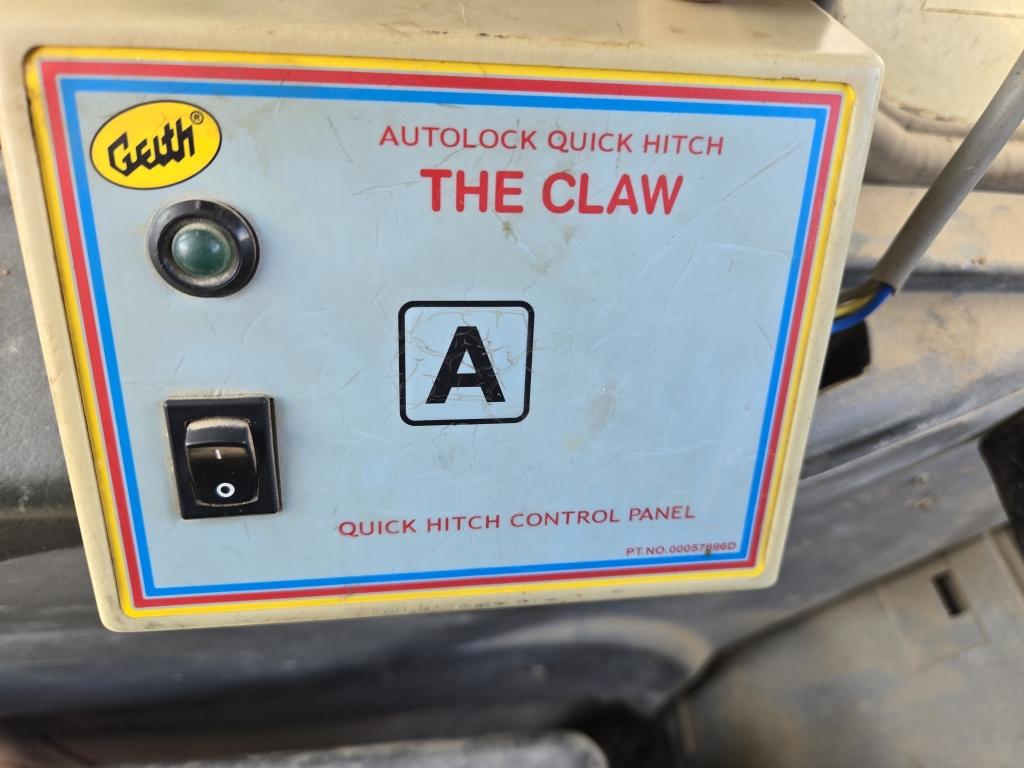 Geith®
AUTOLOCK QUICK HITCH
THE CLAW
A
QUICK HITCH CONTROL PANEL